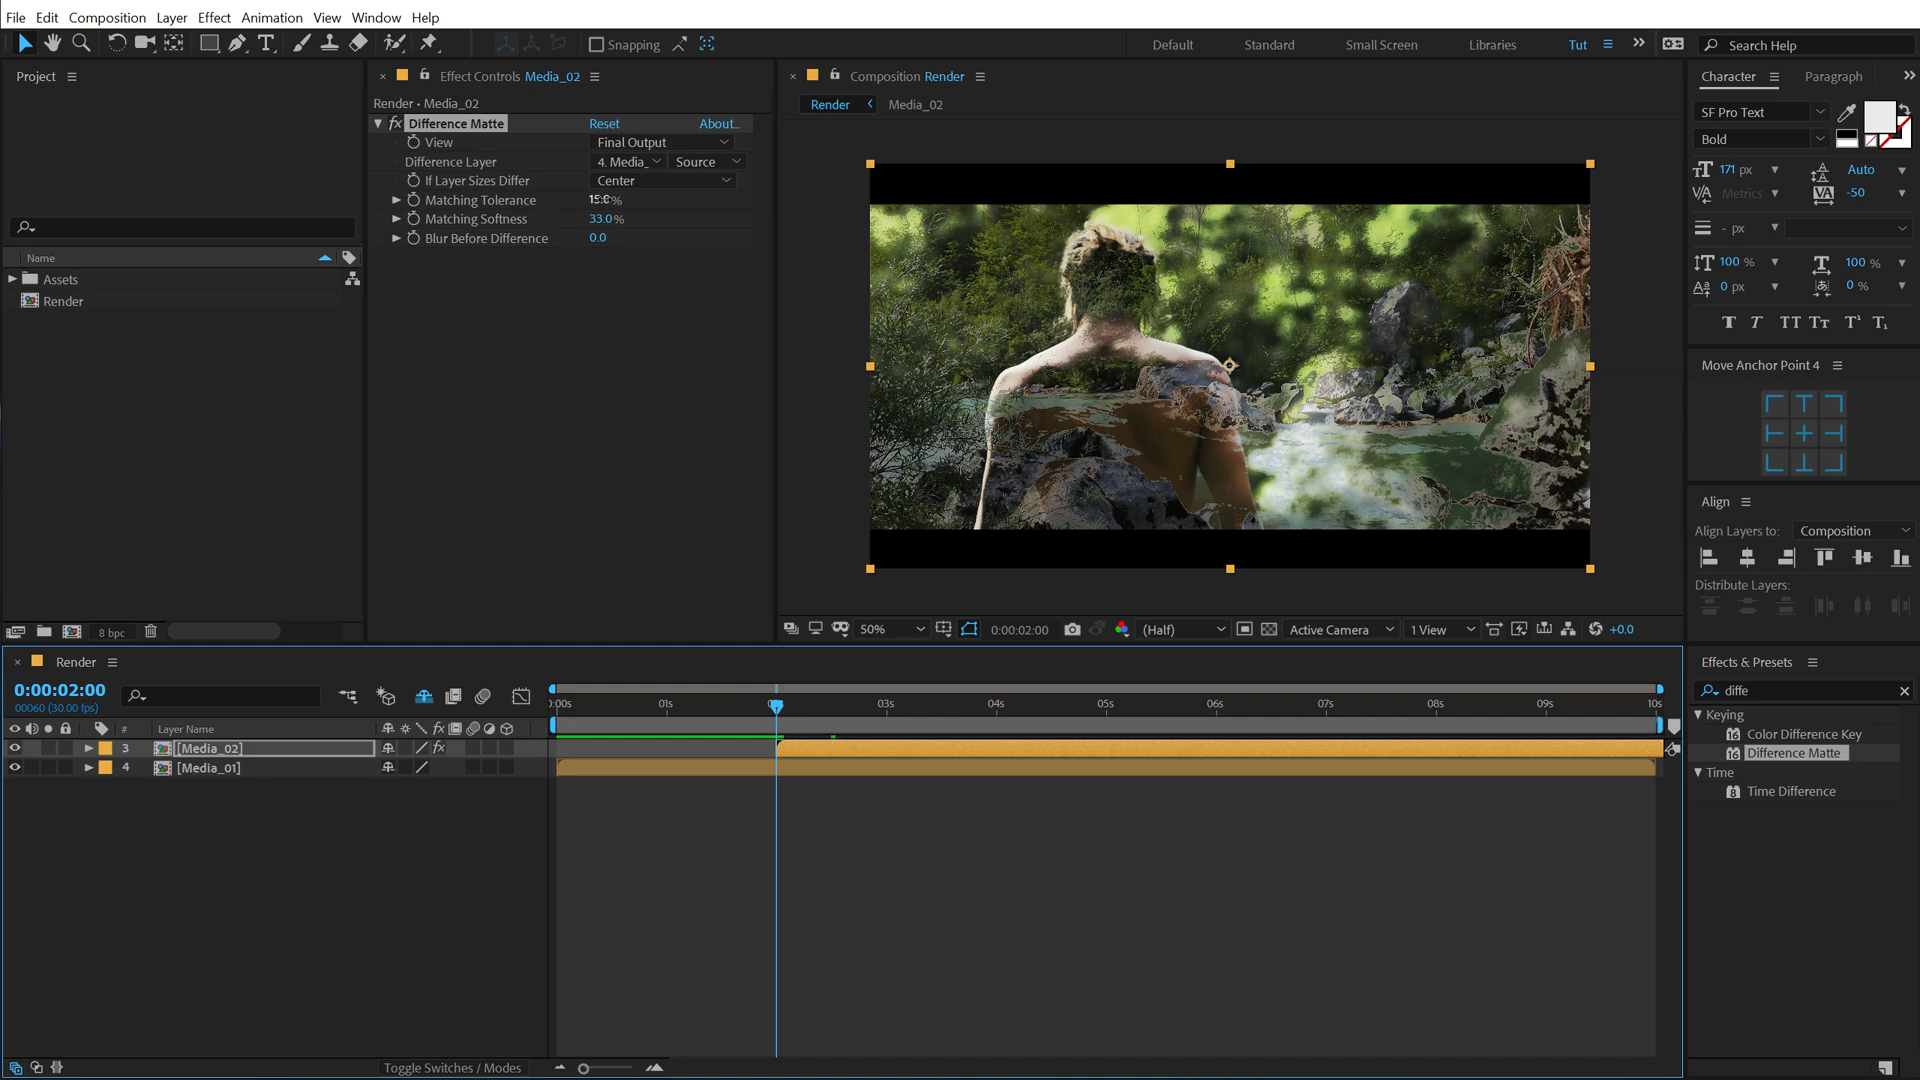 File Edit Composition Layer Effect Animation View Window Help
Snapping Default Standard Small Screen Libraries Tut Search Help
Project
Name
Assets
Render
8 bpc
Effect Controls Media_02
Render • Media_02
fx Difference Matte Reset About...
View Final Output
Difference Layer 4. Media_ Source
If Layer Sizes Differ Center
Matching Tolerance
Matching Softness 33.0 %
Blur Before Difference 0.0
Composition Render
Render Media_02
50% 0:00:02:00 (Half) Active Camera 1 View +0.0
Character Paragraph
SF Pro Text
Bold
171 px Auto
Metrics -50
- px
100 % 100 %
0 px 0 %
Move Anchor Point 4
Align
Align Layers to: Composition
Distribute Layers:
Effects & Presets
diffe
Keying
Color Difference Key
Difference Matte
Time
Time Difference
Render
0:00:02:00
00060 (30.00 fps)
# Layer Name
:00s 01s 03s 04s 05s 06s 07s 08s 09s 10s
3 [Media_02] fx
4 [Media_01]
Toggle Switches / Modes